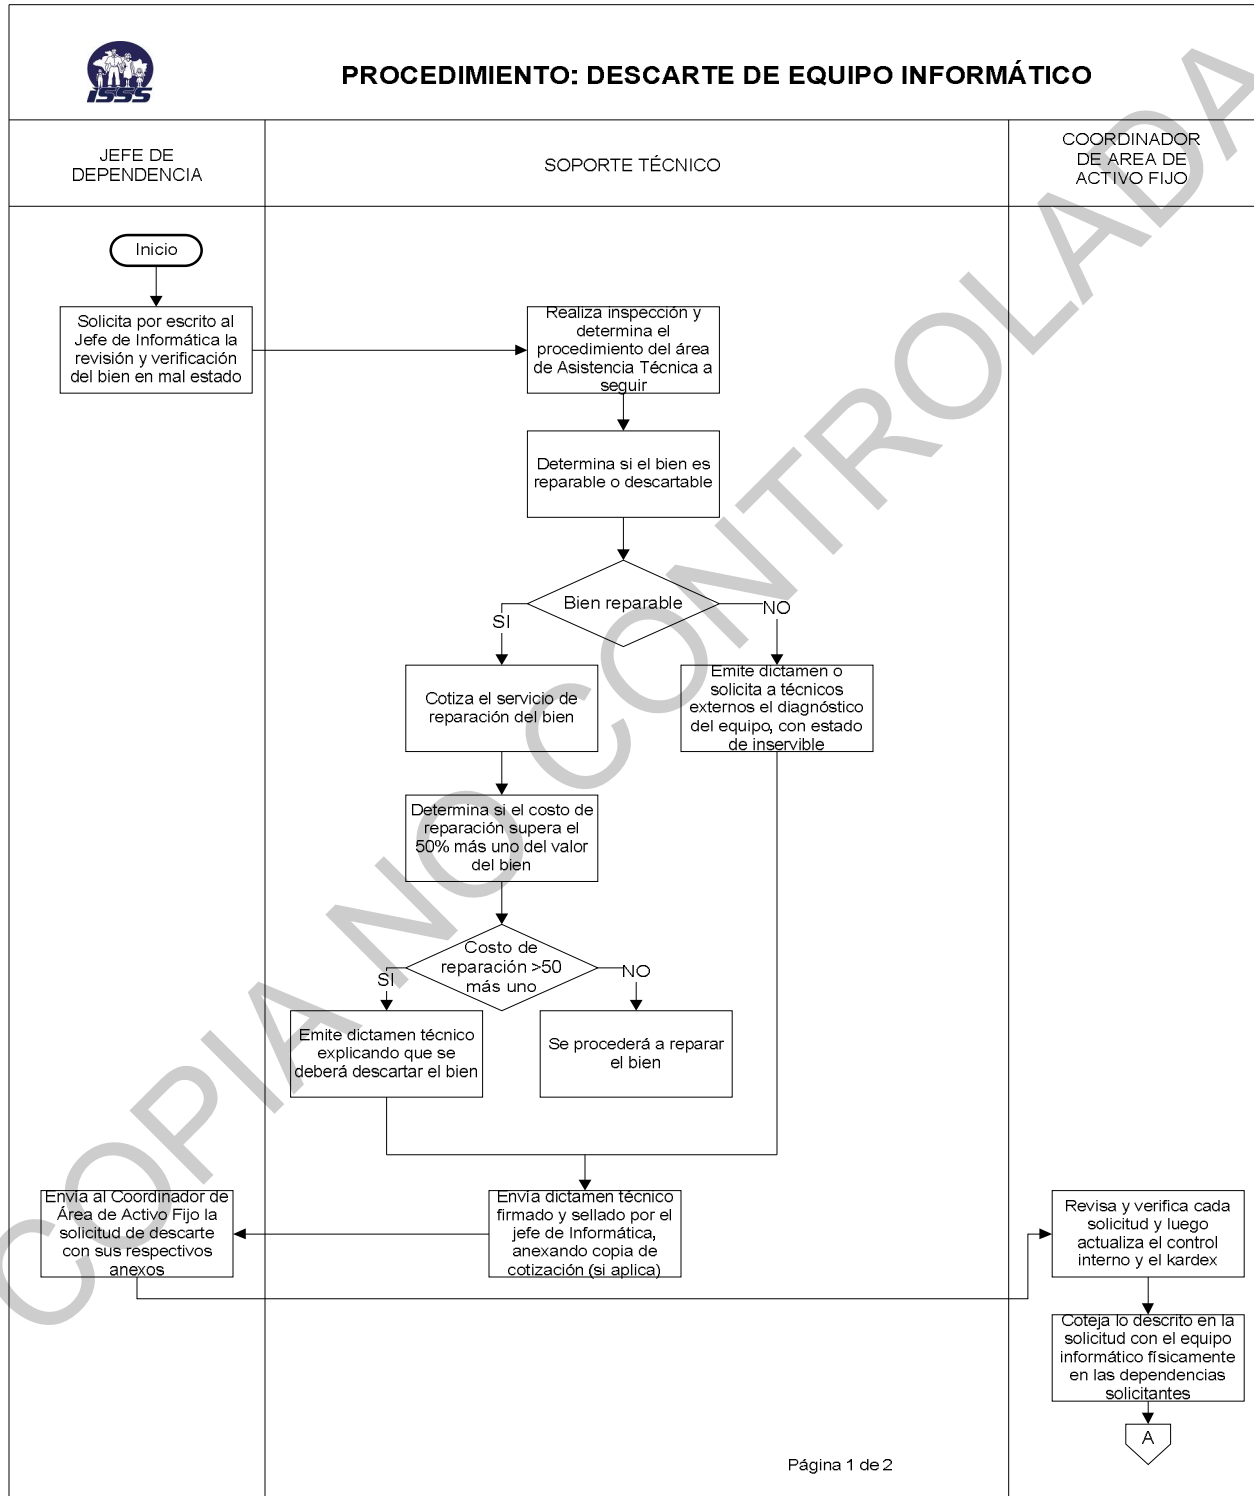 ISSS
PROCEDIMIENTO: DESCARTE DE EQUIPO INFORMÁTICO
JEFE DE
DEPENDENCIA
SOPORTE TÉCNICO
COORDINADOR
DE AREA DE
ACTIVO FIJO
Inicio
Solicita por escrito al
Jefe de Informática la
revisión y verificación
del bien en mal estado
Realiza inspección y
determina el
procedimiento del área
de Asistencia Técnica a
seguir
Determina si el bien es
reparable o descartable
Bien reparable
SI
NO
Cotiza el servicio de
reparación del bien
Emite dictamen o
solicita a técnicos
externos el diagnóstico
del equipo, con estado
de inservible
Determina si el costo de
reparación supera el
50% más uno del valor
del bien
Costo de
reparación >50
más uno
SI
NO
Emite dictamen técnico
explicando que se
deberá descartar el bien
Se procederá a reparar
el bien
Envía al Coordinador de
Área de Activo Fijo la
solicitud de descarte
con sus respectivos
anexos
Envía dictamen técnico
firmado y sellado por el
jefe de Informática,
anexando copia de
cotización (si aplica)
Revisa y verifica cada
solicitud y luego
actualiza el control
interno y el kardex
Coteja lo descrito en la
solicitud con el equipo
informático físicamente
en las dependencias
solicitantes
A
Página 1 de 2
COPIA NO CONTROLADA